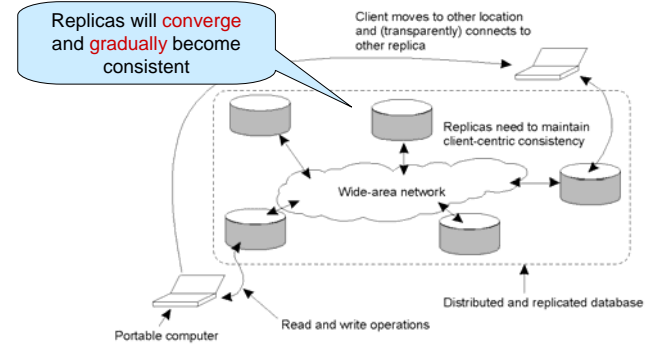 Replicas will converge
and gradually become
consistent
Client moves to other location
and (transparently) connects to
other replica
Replicas need to maintain
client-centric consistency
Wide-area network
Distributed and replicated database
Read and write operations
Portable computer